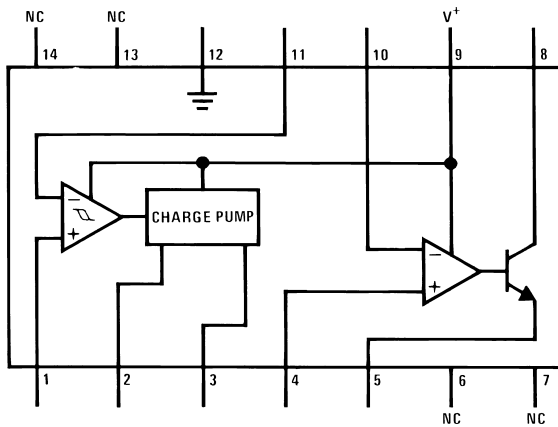 NC NC V+
14 13 12 11 10 9 8
−
+
CHARGE PUMP
−
+
1 2 3 4 5 6 7
NC NC